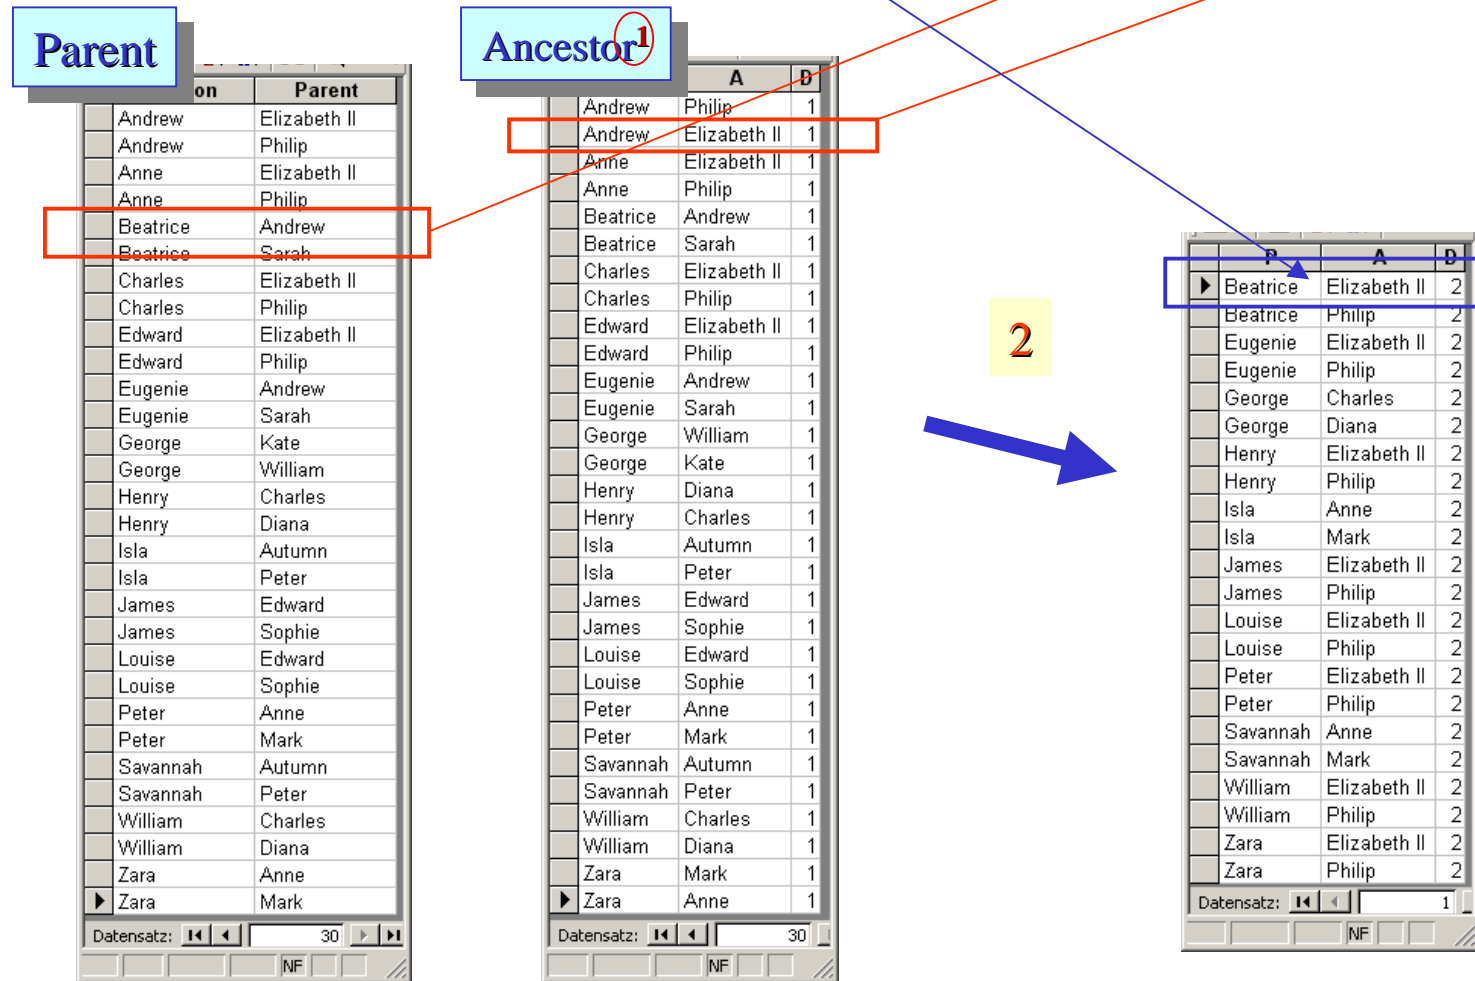 Parent
on Parent
Andrew Elizabeth II
Andrew Philip
Anne Elizabeth II
Anne Philip
Beatrice Andrew
Beatrice Sarah
Charles Elizabeth II
Charles Philip
Edward Elizabeth II
Edward Philip
Eugenie Andrew
Eugenie Sarah
George Kate
George William
Henry Charles
Henry Diana
Isla Autumn
Isla Peter
James Edward
James Sophie
Louise Edward
Louise Sophie
Peter Anne
Peter Mark
Savannah Autumn
Savannah Peter
William Charles
William Diana
Zara Anne
Zara Mark
Datensatz: 30
NF
Ancestor1
A D
Andrew Philip 1
Andrew Elizabeth II 1
Anne Elizabeth II 1
Anne Philip 1
Beatrice Andrew 1
Beatrice Sarah 1
Charles Elizabeth II 1
Charles Philip 1
Edward Elizabeth II 1
Edward Philip 1
Eugenie Andrew 1
Eugenie Sarah 1
George William 1
George Kate 1
Henry Diana 1
Henry Charles 1
Isla Autumn 1
Isla Peter 1
James Edward 1
James Sophie 1
Louise Edward 1
Louise Sophie 1
Peter Anne 1
Peter Mark 1
Savannah Autumn 1
Savannah Peter 1
William Charles 1
William Diana 1
Zara Mark 1
Zara Anne 1
Datensatz: 30
NF
2
P A D
Beatrice Elizabeth II 2
Beatrice Philip 2
Eugenie Elizabeth II 2
Eugenie Philip 2
George Charles 2
George Diana 2
Henry Elizabeth II 2
Henry Philip 2
Isla Anne 2
Isla Mark 2
James Elizabeth II 2
James Philip 2
Louise Elizabeth II 2
Louise Philip 2
Peter Elizabeth II 2
Peter Philip 2
Savannah Anne 2
Savannah Mark 2
William Elizabeth II 2
William Philip 2
Zara Elizabeth II 2
Zara Philip 2
Datensatz: 1
NF